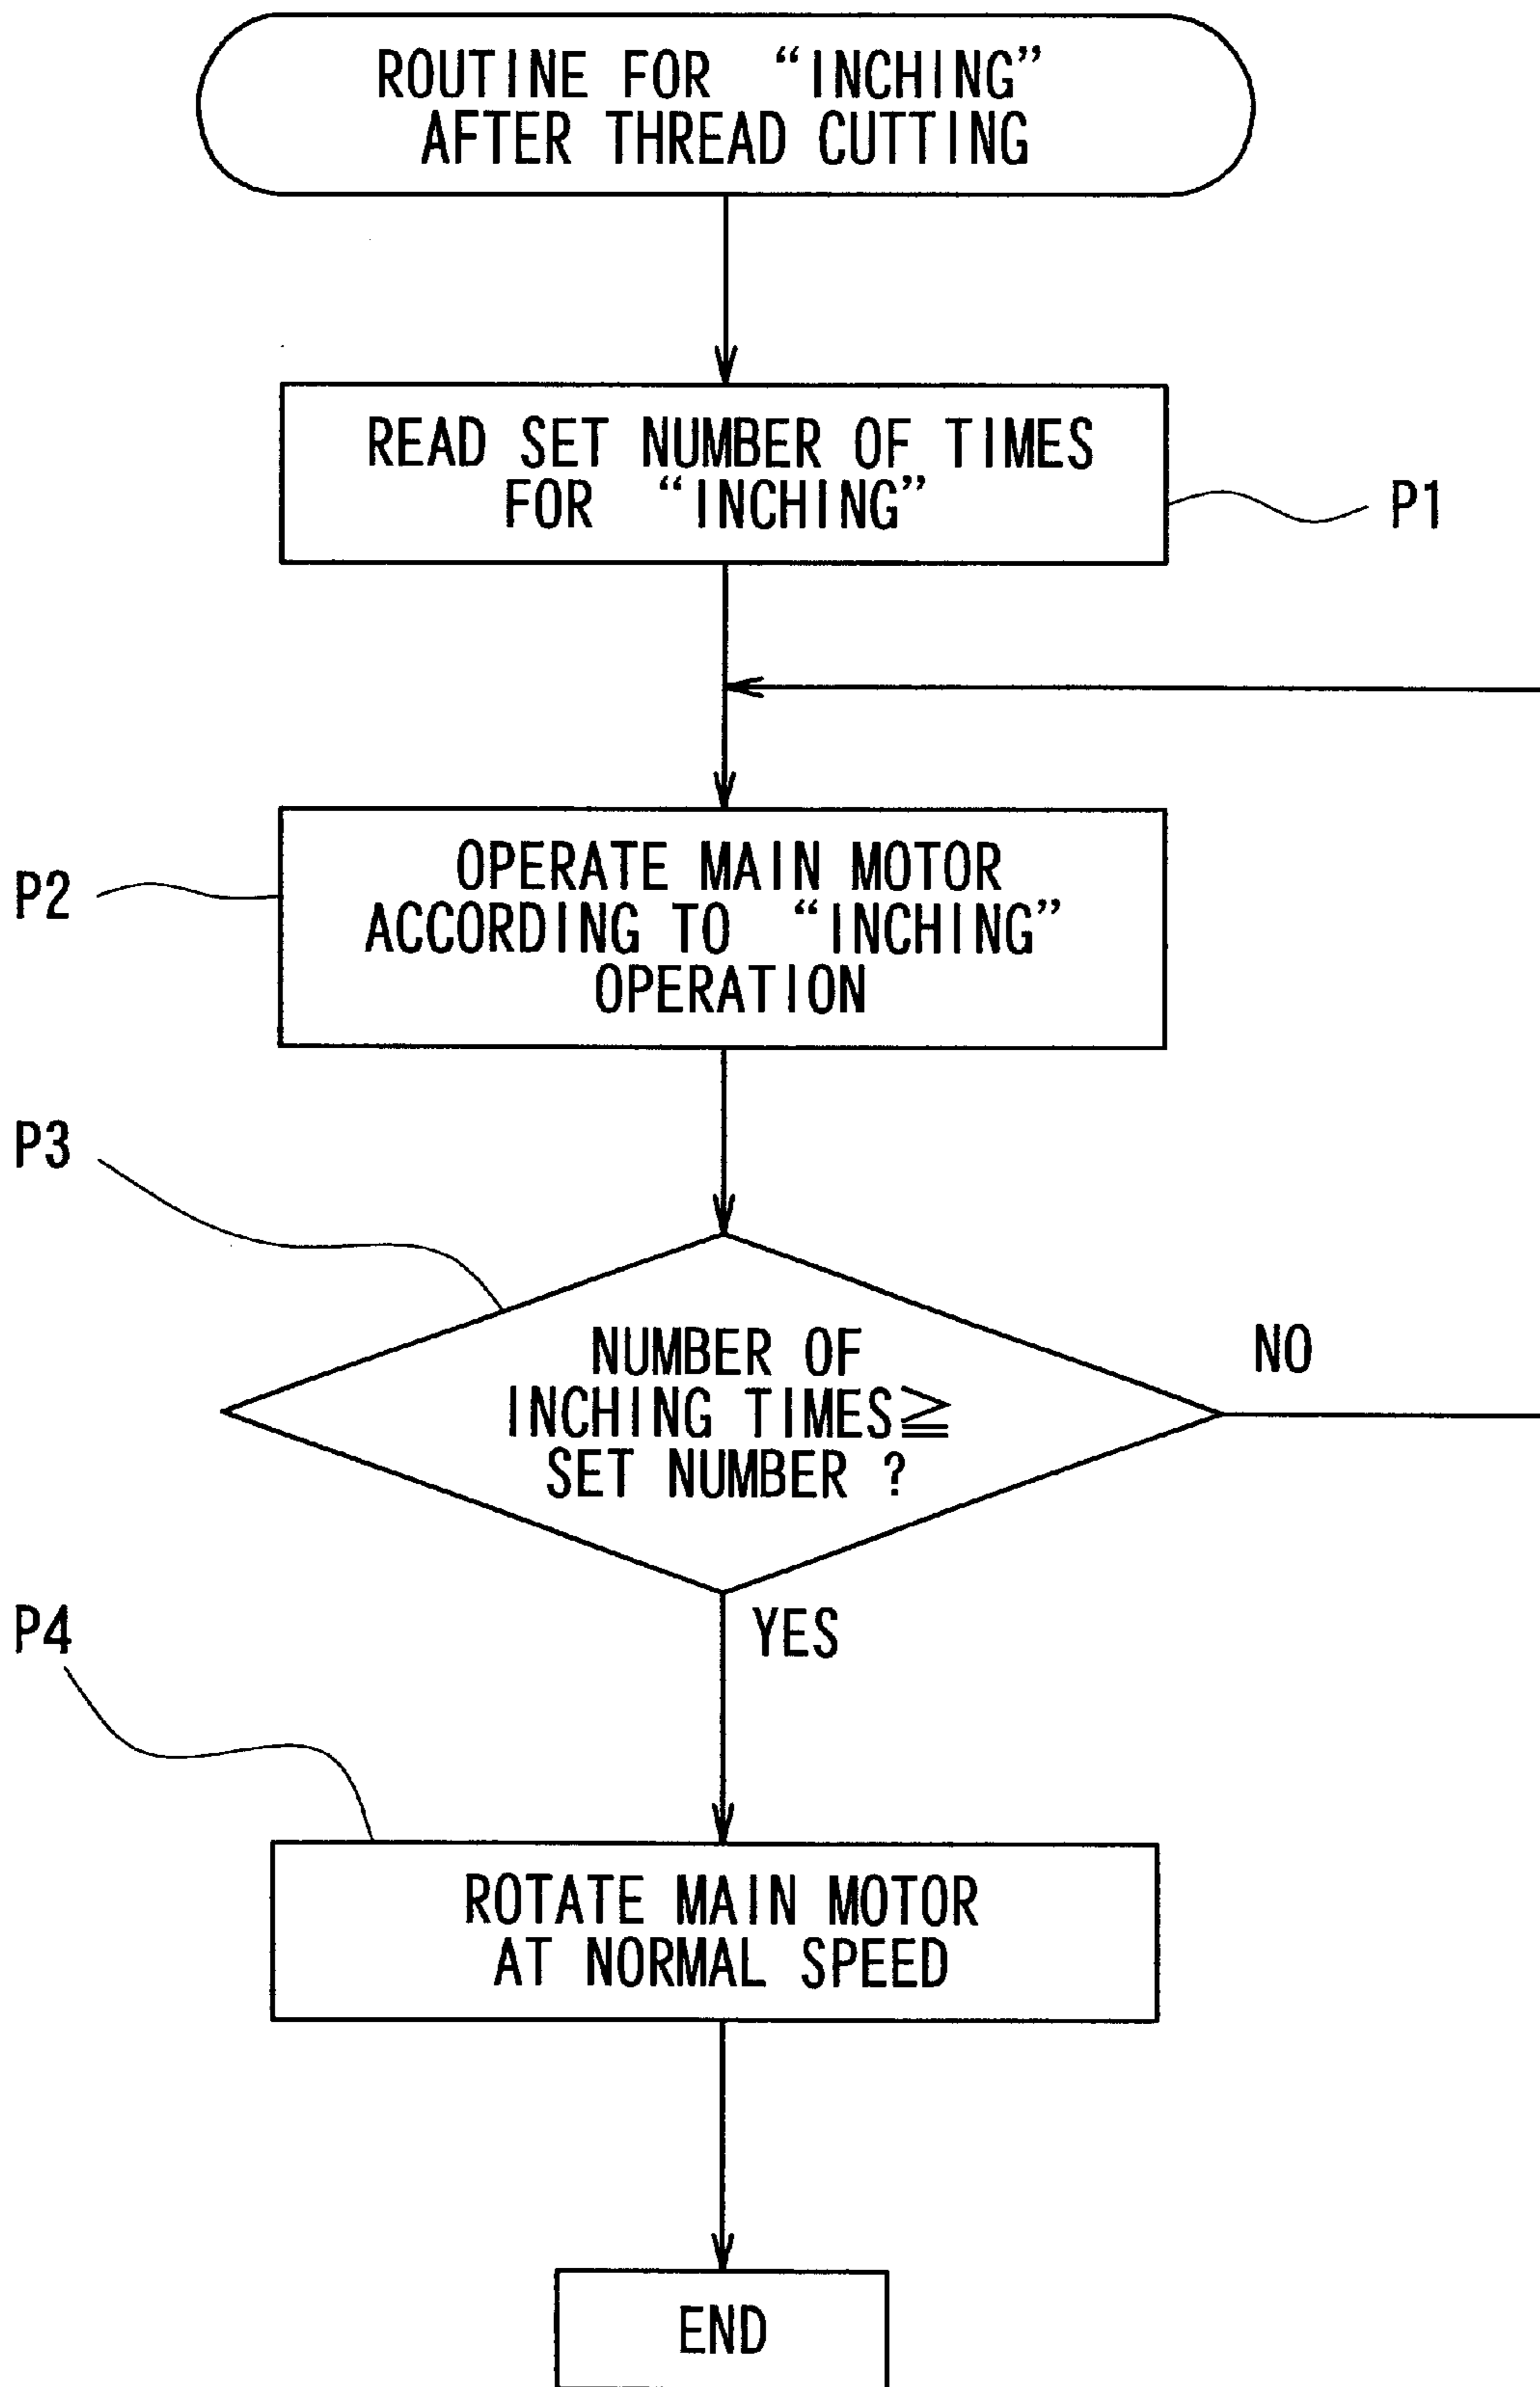 ROUTINE FOR “INCHING”
AFTER THREAD CUTTING
READ SET NUMBER OF TIMES
FOR “INCHING”
P1
P2
OPERATE MAIN MOTOR
ACCORDING TO “INCHING”
OPERATION
P3
NUMBER OF
INCHING TIMES≧
SET NUMBER ?
NO
YES
P4
ROTATE MAIN MOTOR
AT NORMAL SPEED
END